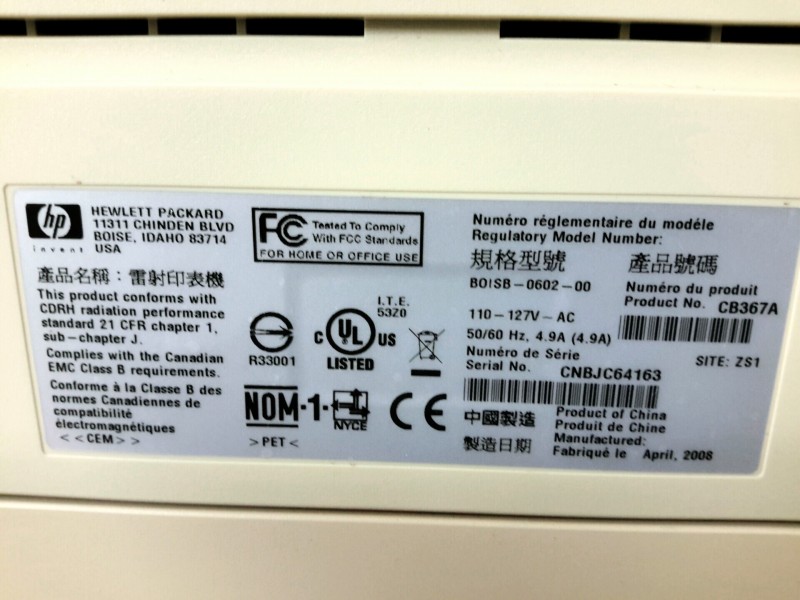 hp
invent
HEWLETT PACKARD
11311 CHINDEN BLVD
BOISE, IDAHO 83714
USA
產品名稱：雷射印表機
This product conforms with
CDRH radiation performance
standard 21 CFR chapter 1,
sub-chapter J.
Complies with the Canadian
EMC Class B requirements.
Conforme à la Classe B des
normes Canadiennes de
compatibilité
électromagnétiques
<<CEM>>
FC Tested To Comply
With FCC Standards
FOR HOME OR OFFICE USE
R33001
I.T.E.
53Z0
C UL US
LISTED
NOM-1-
NYCE
CE
>PET<
Numéro réglementaire du modéle
Regulatory Model Number:
規格型號
BOISB-0602-00
110-127V-AC
50/60 Hz, 4.9A (4.9A)
產品號碼
Numéro du produit
Product No. CB367A
SITE: ZS1
Numéro de Série
Serial No. CNBJC64163
中國製造 Product of China
Produit de Chine
製造日期 Manufactured:
Fabriqué le April, 2008